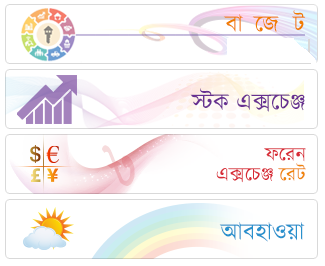 বা জে ট
স্টক এক্সচেঞ্জ
$ €
£ ¥
ফরেন
এক্সচেঞ্জ রেট
আবহাওয়া